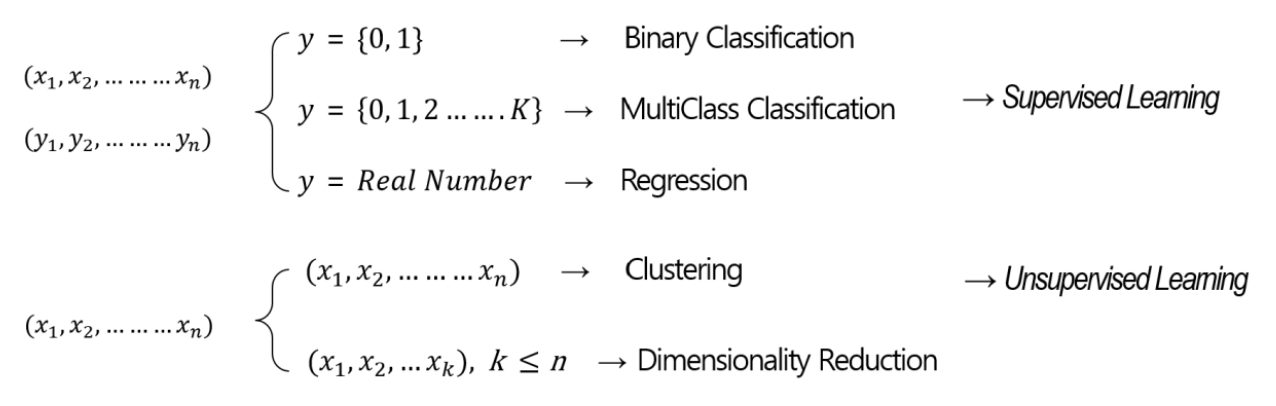 y = {0, 1} → Binary Classification
(x₁, x₂, ... ... ... xₙ)
y = {0, 1, 2 ... ... . K} → MultiClass Classification → Supervised Learning
(y₁, y₂, ... ... ... yₙ)
y = Real Number → Regression
(x₁, x₂, ... ... ... xₙ) → Clustering → Unsupervised Learning
(x₁, x₂, ... ... ... xₙ)
(x₁, x₂, ... xₖ), k ≤ n → Dimensionality Reduction